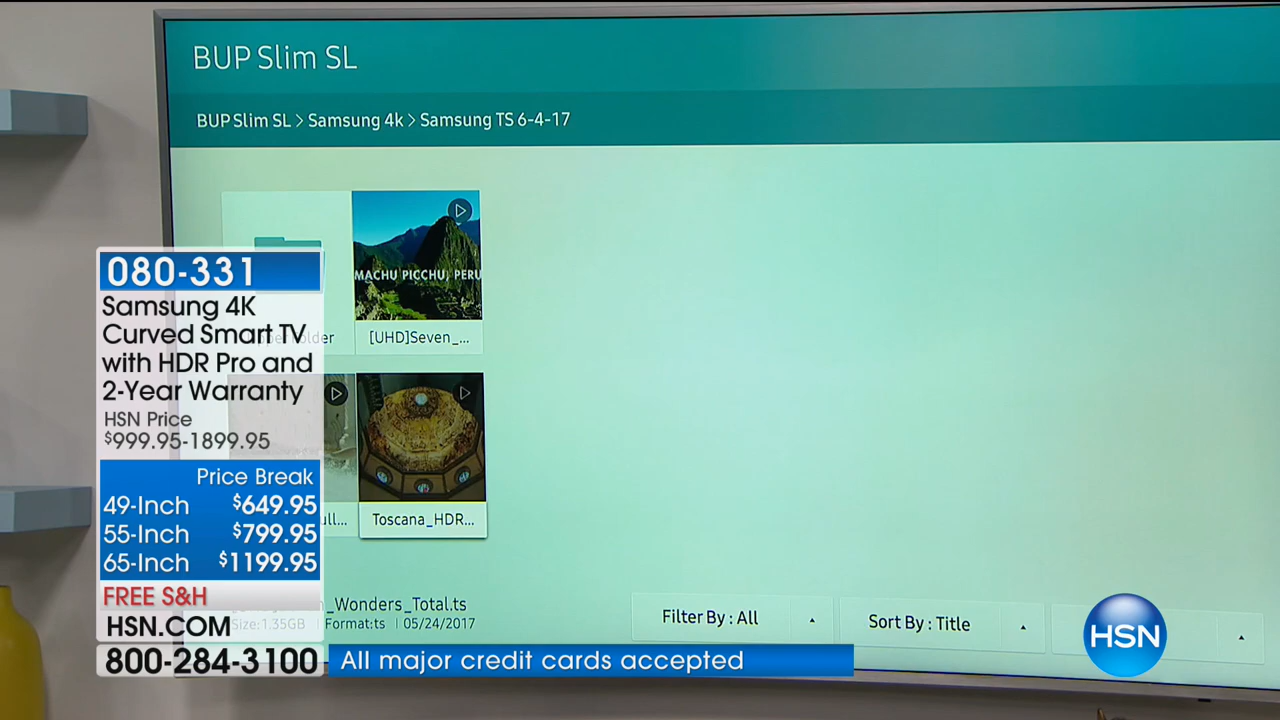 BUP Slim SL
BUP Slim SL > Samsung 4k > Samsung TS 6-4-17
MACHU PICCHU, PERU
[UHD]Seven_...
Toscana_HDR...
_Wonders_Total.ts
Size:1.35GB | Format:ts | 05/24/2017
Filter By : All
Sort By : Title
080-331
Samsung 4K
Curved Smart TV
with HDR Pro and
2-Year Warranty
HSN Price
$999.95-1899.95
Price Break
49-Inch $649.95
55-Inch $799.95
65-Inch $1199.95
FREE S&H
HSN.COM
800-284-3100
All major credit cards accepted
HSN